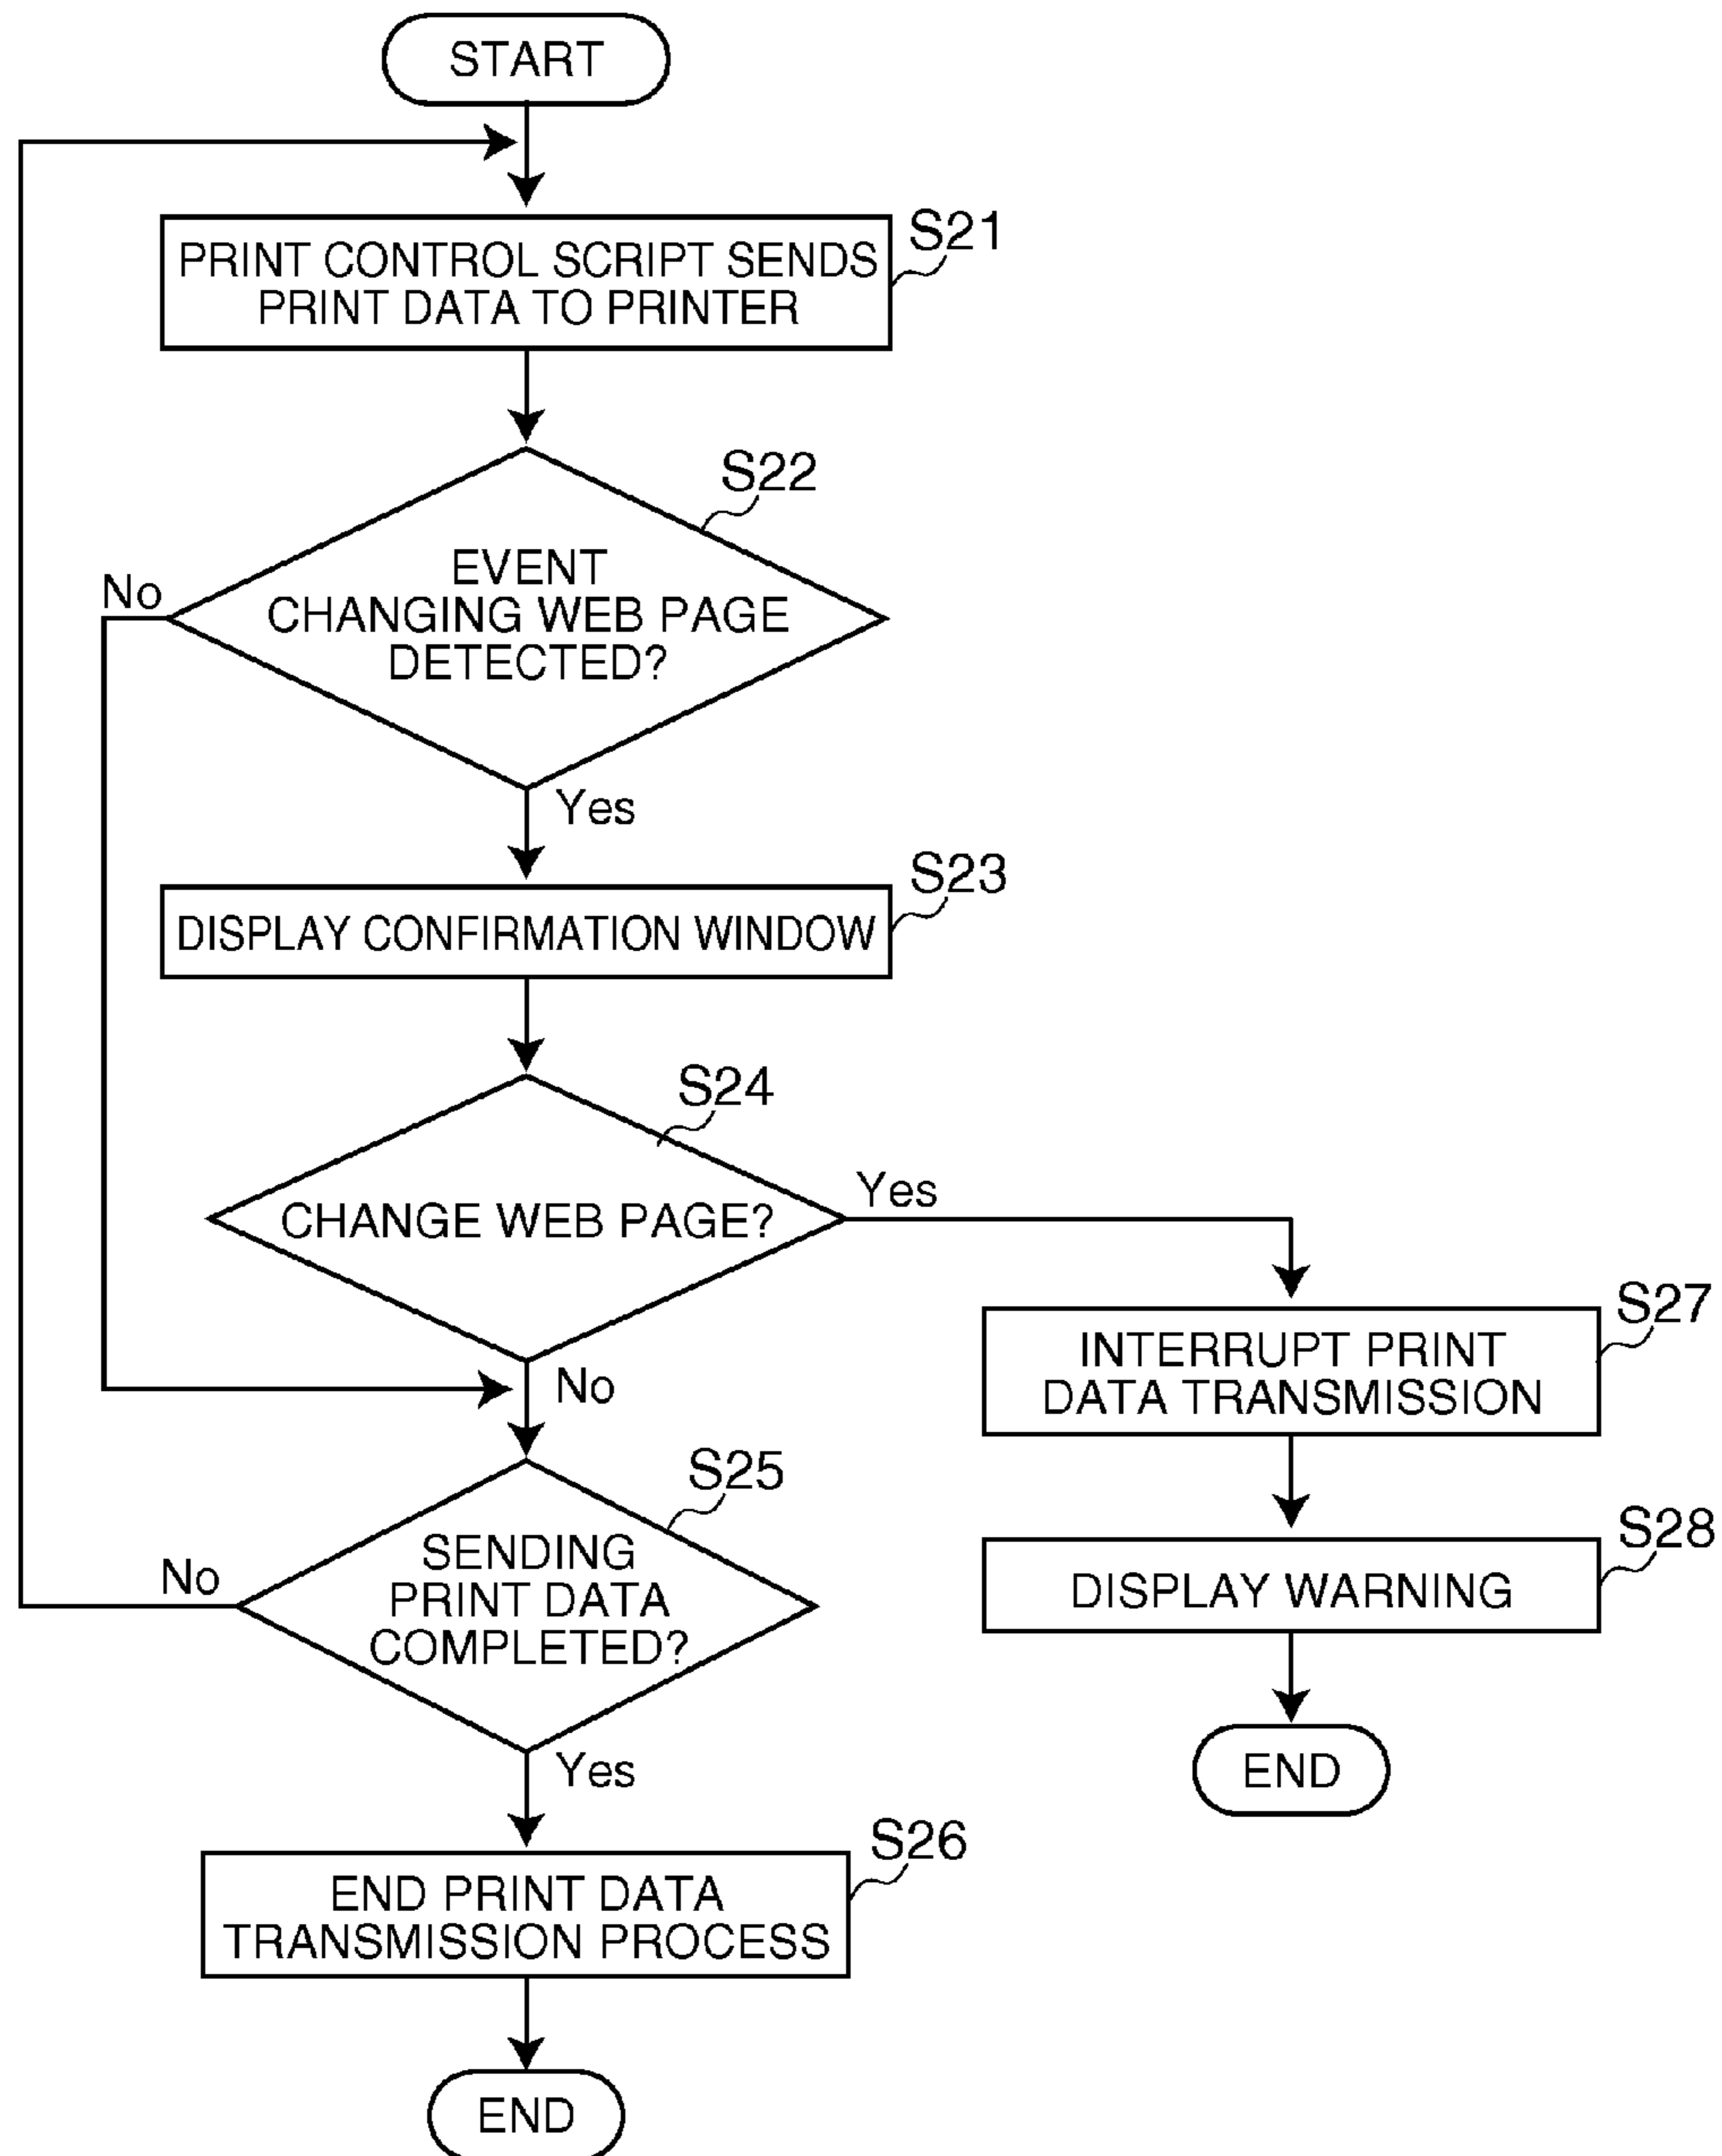 START
S21
PRINT CONTROL SCRIPT SENDS
PRINT DATA TO PRINTER
S22
EVENT
CHANGING WEB PAGE
DETECTED?
No
Yes
S23
DISPLAY CONFIRMATION WINDOW
S24
CHANGE WEB PAGE?
Yes
No
S27
INTERRUPT PRINT
DATA TRANSMISSION
S25
SENDING
PRINT DATA
COMPLETED?
No
Yes
S28
DISPLAY WARNING
END
S26
END PRINT DATA
TRANSMISSION PROCESS
END